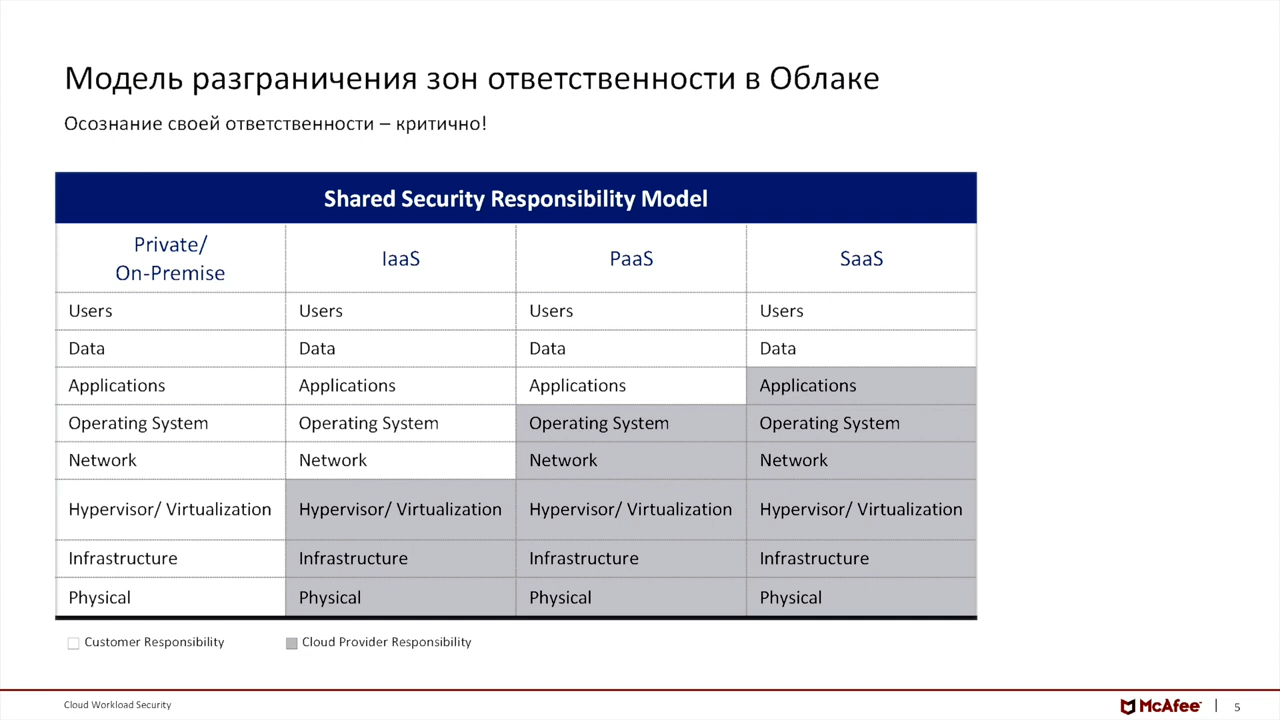 Модель разграничения зон ответственности в Облаке
Осознание своей ответственности – критично!
Shared Security Responsibility Model
Private/
On-Premise
IaaS
PaaS
SaaS
Users Users Users Users
Data Data Data Data
Applications Applications Applications Applications
Operating System Operating System Operating System Operating System
Network Network Network Network
Hypervisor/ Virtualization Hypervisor/ Virtualization Hypervisor/ Virtualization Hypervisor/ Virtualization
Infrastructure Infrastructure Infrastructure Infrastructure
Physical Physical Physical Physical
Customer Responsibility Cloud Provider Responsibility
Cloud Workload Security McAfee™ | 5